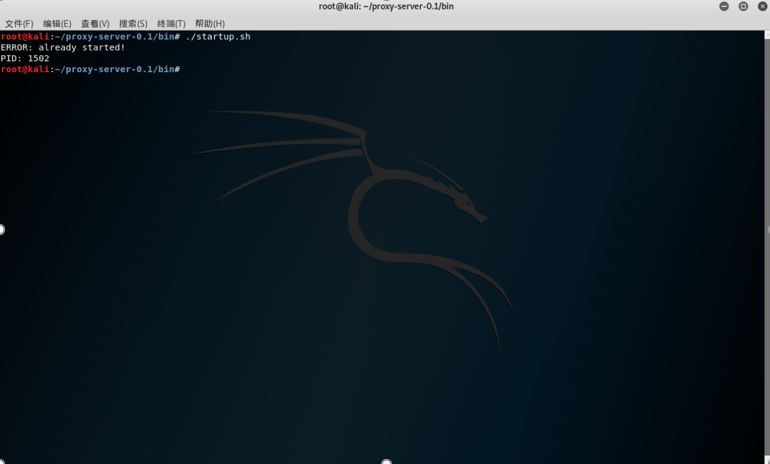 root@kali: ~/proxy-server-0.1/bin
文件(F) 编辑(E) 查看(V) 搜索(S) 终端(T) 帮助(H)
root@kali:~/proxy-server-0.1/bin# ./startup.sh
ERROR: already started!
PID: 1502
root@kali:~/proxy-server-0.1/bin#